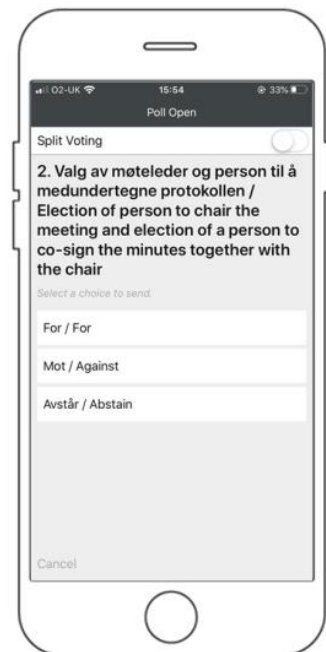 O2-UK 15:54 33%
Poll Open
Split Voting
2. Valg av møteleder og person til å
medundertegne protokollen /
Election of person to chair the
meeting and election of a person to
co-sign the minutes together with
the chair
Select a choice to send.
For / For
Mot / Against
Avstår / Abstain
Cancel